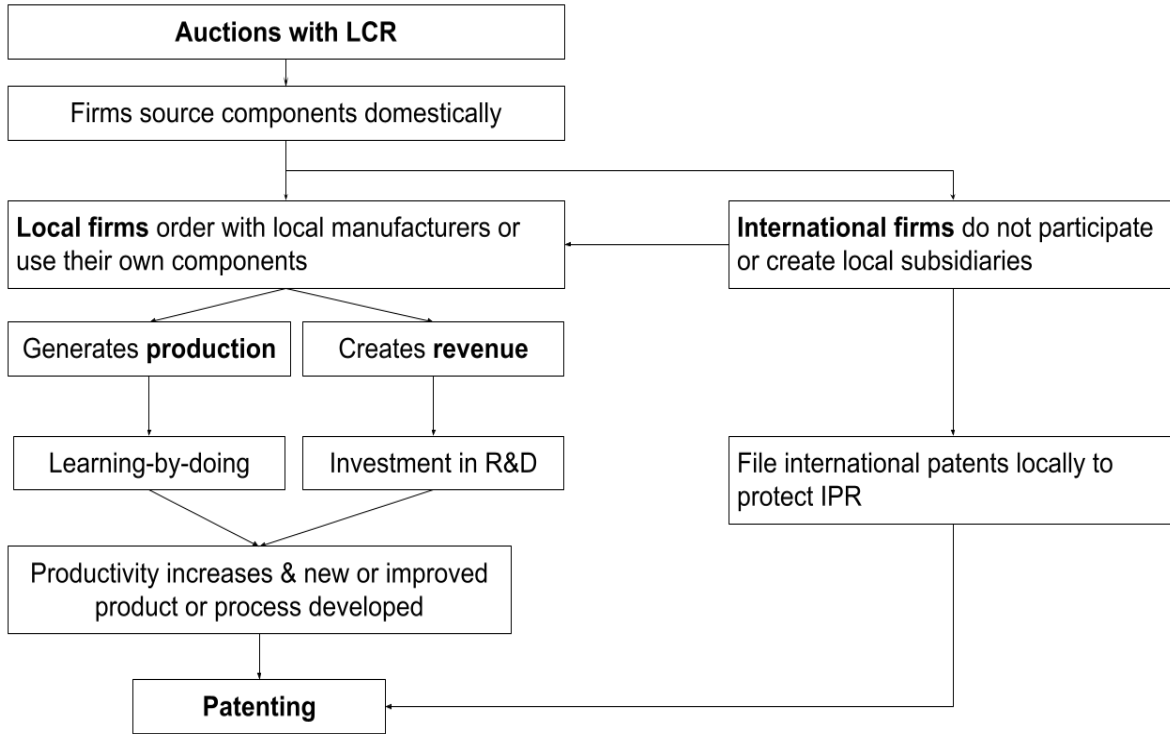 Auctions with LCR
Firms source components domestically
Local firms order with local manufacturers or
use their own components
International firms do not participate
or create local subsidiaries
Generates production
Creates revenue
Learning-by-doing
Investment in R&D
File international patents locally to
protect IPR
Productivity increases & new or improved
product or process developed
Patenting